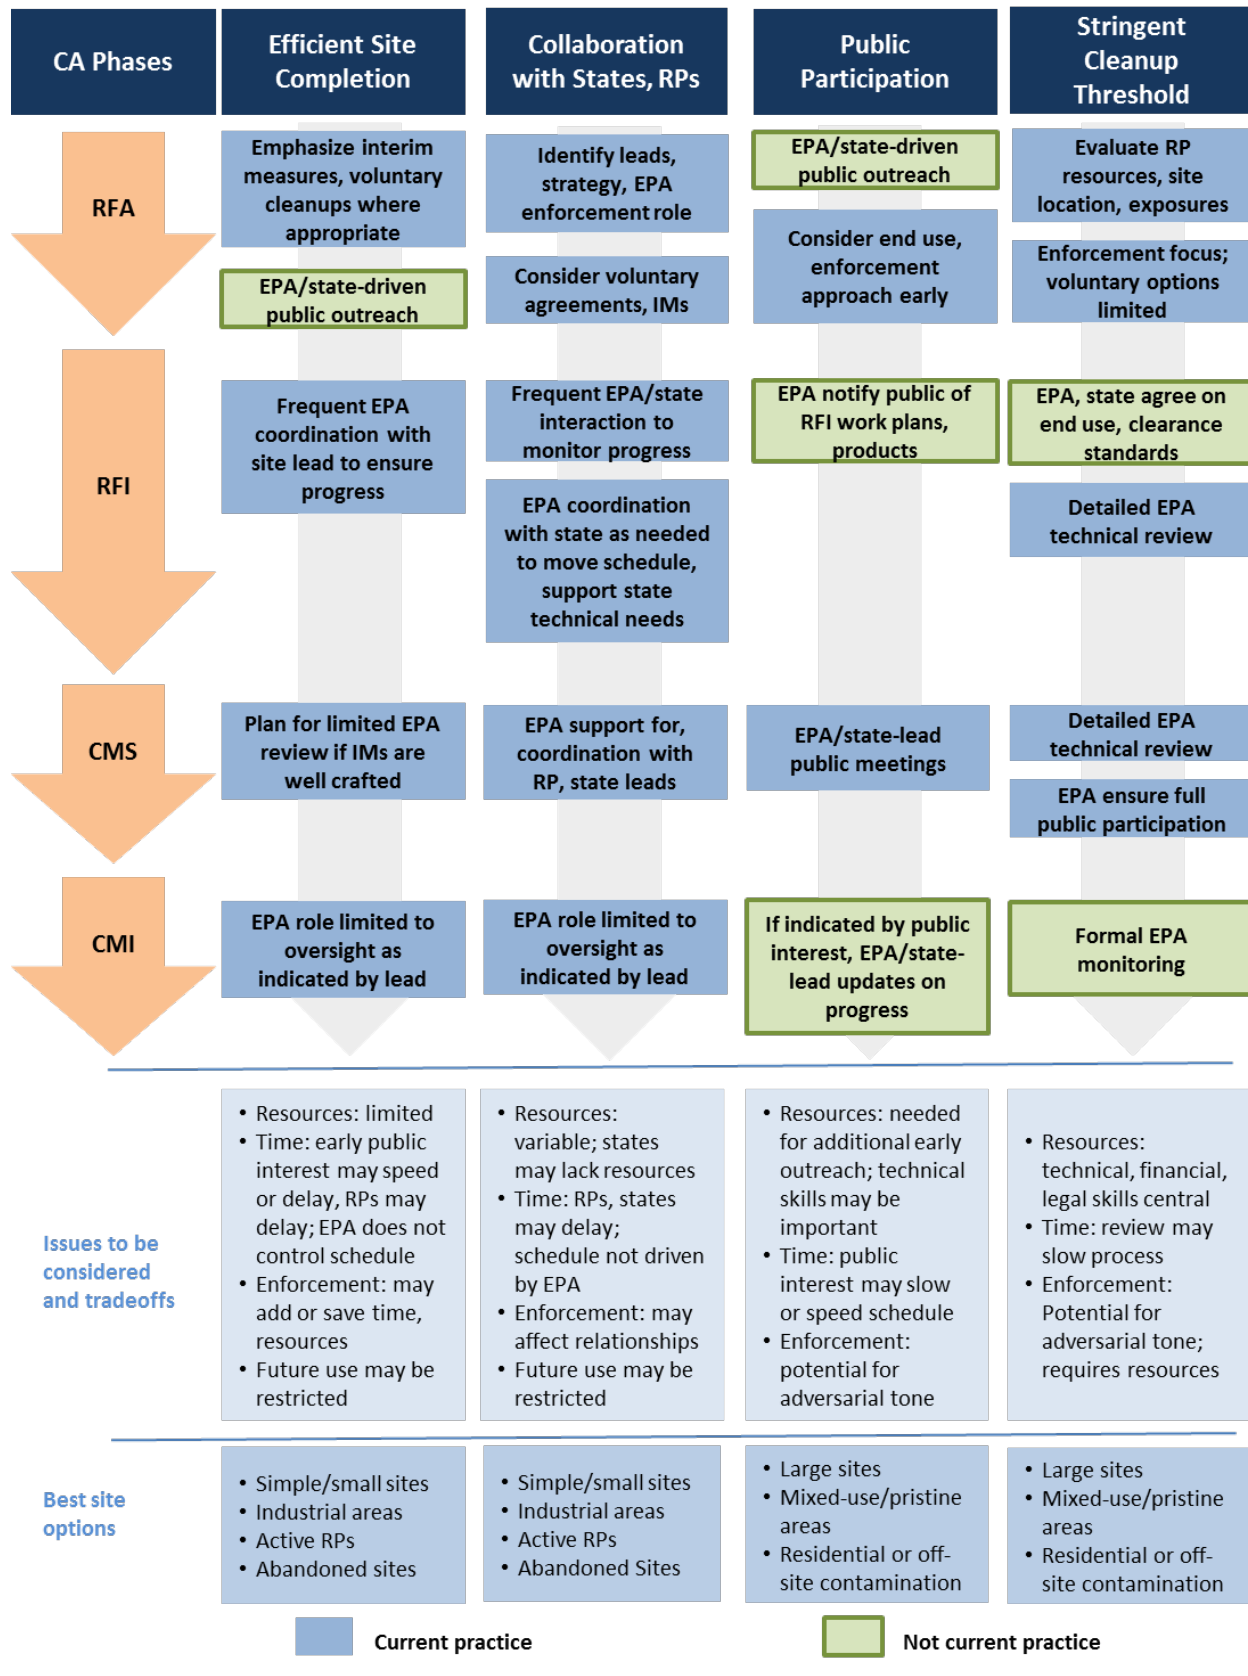 CA Phases
Efficient Site
Completion
Collaboration
with States, RPs
Public
Participation
Stringent
Cleanup
Threshold
RFA
Emphasize interim
measures, voluntary
cleanups where
appropriate
EPA/state-driven
public outreach
Identify leads,
strategy, EPA
enforcement role
Consider voluntary
agreements, IMs
EPA/state-driven
public outreach
Consider end use,
enforcement
approach early
Evaluate RP
resources, site
location, exposures
Enforcement focus;
voluntary options
limited
RFI
Frequent EPA
coordination with
site lead to ensure
progress
Frequent EPA/state
interaction to
monitor progress
EPA coordination
with state as needed
to move schedule,
support state
technical needs
EPA notify public of
RFI work plans,
products
EPA, state agree on
end use, clearance
standards
Detailed EPA
technical review
CMS
Plan for limited EPA
review if IMs are
well crafted
EPA support for,
coordination with
RP, state leads
EPA/state-lead
public meetings
Detailed EPA
technical review
EPA ensure full
public participation
CMI
EPA role limited to
oversight as
indicated by lead
EPA role limited to
oversight as
indicated by lead
If indicated by public
interest, EPA/state-
lead updates on
progress
Formal EPA
monitoring
Issues to be
considered
and tradeoffs
• Resources: limited
• Time: early public
interest may speed
or delay, RPs may
delay; EPA does not
control schedule
• Enforcement: may
add or save time,
resources
• Future use may be
restricted
• Resources:
variable; states
may lack resources
• Time: RPs, states
may delay;
schedule not driven
by EPA
• Enforcement: may
affect relationships
• Future use may be
restricted
• Resources: needed
for additional early
outreach; technical
skills may be
important
• Time: public
interest may slow
or speed schedule
• Enforcement:
potential for
adversarial tone
• Resources:
technical, financial,
legal skills central
• Time: review may
slow process
• Enforcement:
Potential for
adversarial tone;
requires resources
Best site
options
• Simple/small sites
• Industrial areas
• Active RPs
• Abandoned sites
• Simple/small sites
• Industrial areas
• Active RPs
• Abandoned Sites
• Large sites
• Mixed-use/pristine
areas
• Residential or off-
site contamination
• Large sites
• Mixed-use/pristine
areas
• Residential or off-
site contamination
Current practice
Not current practice